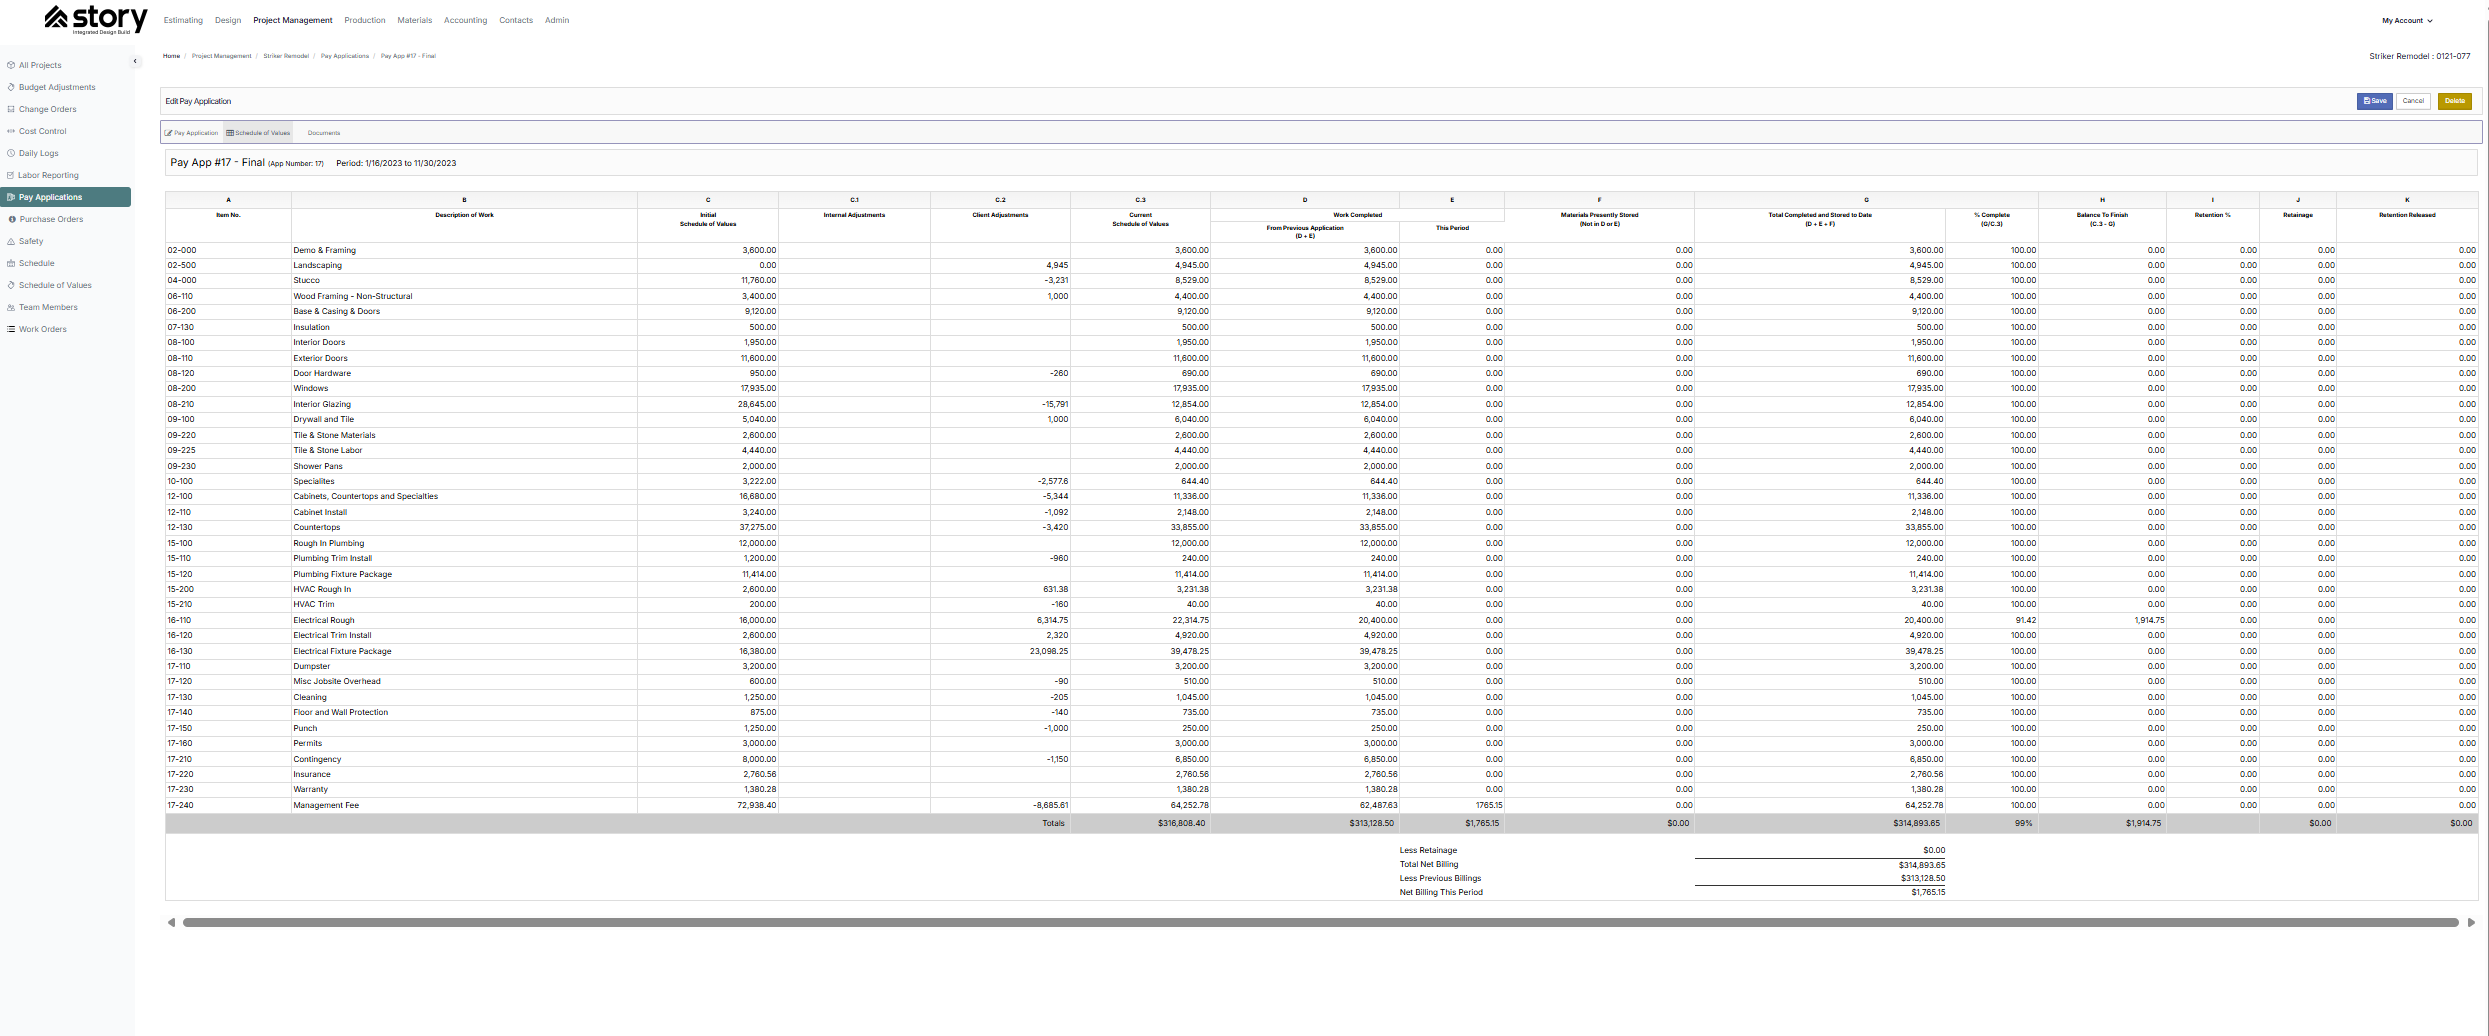 story
Integrated Design Build
Estimating Design Project Management Production Materials Accounting Contacts Admin
My Account
Home / Project Management / Striker Remodel / Pay Applications / Pay App #17 - Final
Striker Remodel : 0121-077
All Projects
Budget Adjustments
Change Orders
Cost Control
Daily Logs
Labor Reporting
Pay Applications
Purchase Orders
Safety
Schedule
Schedule of Values
Team Members
Work Orders
Edit Pay Application
Save Cancel Delete
Pay Application Schedule of Values Documents
Pay App #17 - Final (App Number: 17) Period: 1/16/2023 to 11/30/2023
A B C C.1 C.2 C.3 D E F G H I J K
Item No. Description of Work Initial Internal Adjustments Client Adjustments Current Work Completed Materials Presently Stored Total Completed and Stored to Date % Complete Balance To Finish Retention % Retainage Retention Released
Schedule of Values Schedule of Values (Not in D or E) (D + E + F) (G/C.3) (C.3 - G)
From Previous Application This Period
(D + E)
02-000 Demo & Framing 3,600.00 3,600.00 3,600.00 0.00 0.00 3,600.00 100.00 0.00 0.00 0.00 0.00
02-500 Landscaping 0.00 4,945 4,945.00 4,945.00 0.00 0.00 4,945.00 100.00 0.00 0.00 0.00 0.00
04-000 Stucco 11,760.00 -3,231 8,529.00 8,529.00 0.00 0.00 8,529.00 100.00 0.00 0.00 0.00 0.00
06-110 Wood Framing - Non-Structural 3,400.00 1,000 4,400.00 4,400.00 0.00 0.00 4,400.00 100.00 0.00 0.00 0.00 0.00
06-200 Base & Casing & Doors 9,120.00 9,120.00 9,120.00 0.00 0.00 9,120.00 100.00 0.00 0.00 0.00 0.00
07-130 Insulation 500.00 500.00 500.00 0.00 0.00 500.00 100.00 0.00 0.00 0.00 0.00
08-100 Interior Doors 1,950.00 1,950.00 1,950.00 0.00 0.00 1,950.00 100.00 0.00 0.00 0.00 0.00
08-110 Exterior Doors 11,600.00 11,600.00 11,600.00 0.00 0.00 11,600.00 100.00 0.00 0.00 0.00 0.00
08-120 Door Hardware 950.00 -260 690.00 690.00 0.00 0.00 690.00 100.00 0.00 0.00 0.00 0.00
08-200 Windows 17,935.00 17,935.00 17,935.00 0.00 0.00 17,935.00 100.00 0.00 0.00 0.00 0.00
08-210 Interior Glazing 28,645.00 -15,791 12,854.00 12,854.00 0.00 0.00 12,854.00 100.00 0.00 0.00 0.00 0.00
09-100 Drywall and Tile 5,040.00 1,000 6,040.00 6,040.00 0.00 0.00 6,040.00 100.00 0.00 0.00 0.00 0.00
09-220 Tile & Stone Materials 2,600.00 2,600.00 2,600.00 0.00 0.00 2,600.00 100.00 0.00 0.00 0.00 0.00
09-225 Tile & Stone Labor 4,440.00 4,440.00 4,440.00 0.00 0.00 4,440.00 100.00 0.00 0.00 0.00 0.00
09-230 Shower Pans 2,000.00 2,000.00 2,000.00 0.00 0.00 2,000.00 100.00 0.00 0.00 0.00 0.00
10-100 Specialites 3,222.00 -2,577.6 644.40 644.40 0.00 0.00 644.40 100.00 0.00 0.00 0.00 0.00
12-100 Cabinets, Countertops and Specialties 16,680.00 -5,344 11,336.00 11,336.00 0.00 0.00 11,336.00 100.00 0.00 0.00 0.00 0.00
12-110 Cabinet Install 3,240.00 -1,092 2,148.00 2,148.00 0.00 0.00 2,148.00 100.00 0.00 0.00 0.00 0.00
12-130 Countertops 37,275.00 -3,420 33,855.00 33,855.00 0.00 0.00 33,855.00 100.00 0.00 0.00 0.00 0.00
15-100 Rough In Plumbing 12,000.00 12,000.00 12,000.00 0.00 0.00 12,000.00 100.00 0.00 0.00 0.00 0.00
15-110 Plumbing Trim Install 1,200.00 -960 240.00 240.00 0.00 0.00 240.00 100.00 0.00 0.00 0.00 0.00
15-120 Plumbing Fixture Package 11,414.00 11,414.00 11,414.00 0.00 0.00 11,414.00 100.00 0.00 0.00 0.00 0.00
15-200 HVAC Rough In 2,600.00 631.38 3,231.38 3,231.38 0.00 0.00 3,231.38 100.00 0.00 0.00 0.00 0.00
15-210 HVAC Trim 200.00 -160 40.00 40.00 0.00 0.00 40.00 100.00 0.00 0.00 0.00 0.00
16-110 Electrical Rough 16,000.00 6,314.75 22,314.75 20,400.00 0.00 0.00 20,400.00 91.42 1,914.75 0.00 0.00 0.00
16-120 Electrical Trim Install 2,600.00 2,320 4,920.00 4,920.00 0.00 0.00 4,920.00 100.00 0.00 0.00 0.00 0.00
16-130 Electrical Fixture Package 16,380.00 23,098.25 39,478.25 39,478.25 0.00 0.00 39,478.25 100.00 0.00 0.00 0.00 0.00
17-110 Dumpster 3,200.00 3,200.00 3,200.00 0.00 0.00 3,200.00 100.00 0.00 0.00 0.00 0.00
17-120 Misc Jobsite Overhead 600.00 -90 510.00 510.00 0.00 0.00 510.00 100.00 0.00 0.00 0.00 0.00
17-130 Cleaning 1,250.00 -205 1,045.00 1,045.00 0.00 0.00 1,045.00 100.00 0.00 0.00 0.00 0.00
17-140 Floor and Wall Protection 875.00 -140 735.00 735.00 0.00 0.00 735.00 100.00 0.00 0.00 0.00 0.00
17-150 Punch 1,250.00 -1,000 250.00 250.00 0.00 0.00 250.00 100.00 0.00 0.00 0.00 0.00
17-160 Permits 3,000.00 3,000.00 3,000.00 0.00 0.00 3,000.00 100.00 0.00 0.00 0.00 0.00
17-210 Contingency 8,000.00 -1,150 6,850.00 6,850.00 0.00 0.00 6,850.00 100.00 0.00 0.00 0.00 0.00
17-220 Insurance 2,760.56 2,760.56 2,760.56 0.00 0.00 2,760.56 100.00 0.00 0.00 0.00 0.00
17-230 Warranty 1,380.28 1,380.28 1,380.28 0.00 0.00 1,380.28 100.00 0.00 0.00 0.00 0.00
17-240 Management Fee 72,938.40 -8,685.61 64,252.78 62,487.63 1765.15 0.00 64,252.78 100.00 0.00 0.00 0.00 0.00
Totals $316,808.40 $313,128.50 $1,765.15 $0.00 $314,893.65 99% $1,914.75 $0.00 $0.00
Less Retainage $0.00
Total Net Billing $314,893.65
Less Previous Billings $313,128.50
Net Billing This Period $1,765.15